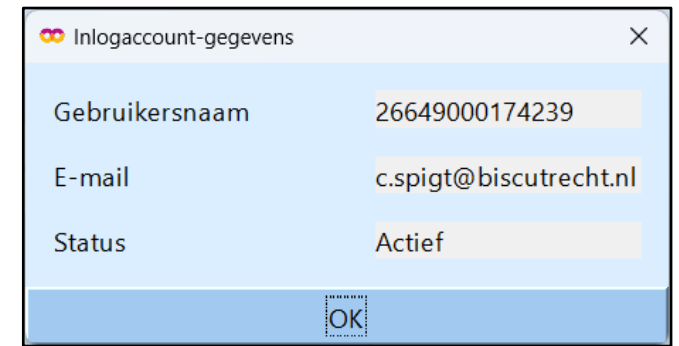 Inlogaccount-gegevens
Gebruikersnaam 26649000174239
E-mail c.spigt@biscutrecht.nl
Status Actief
OK